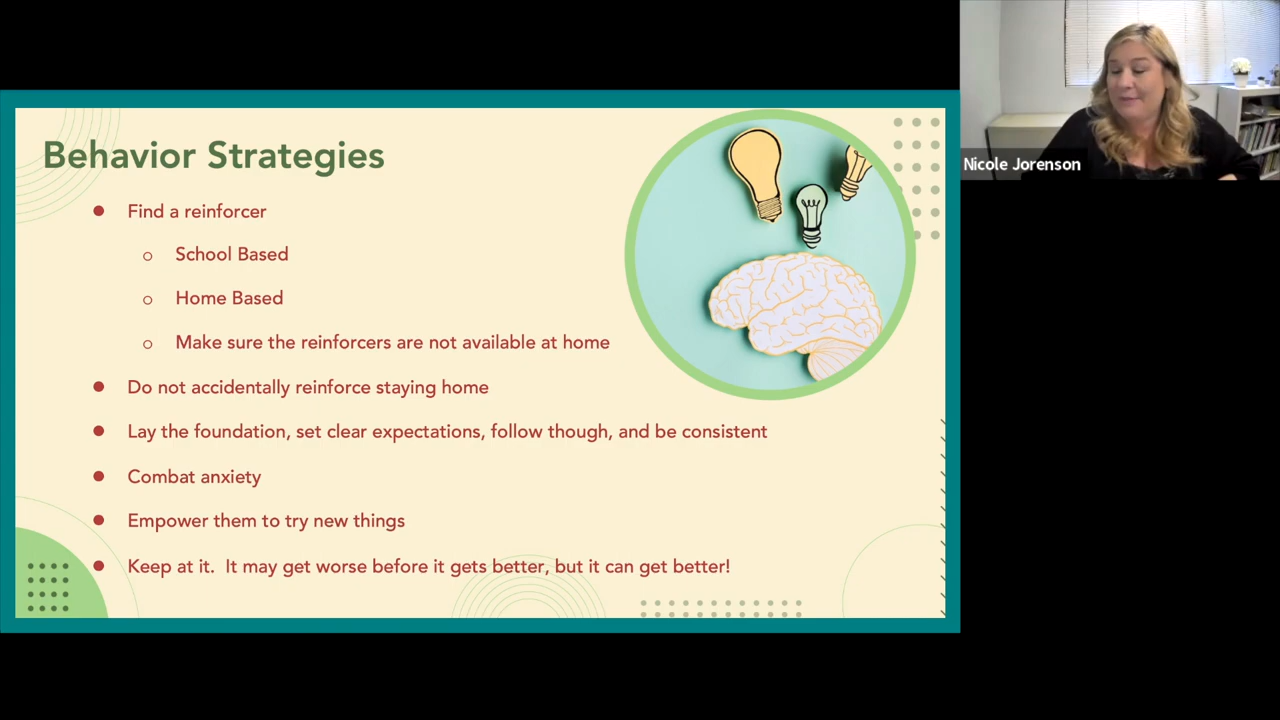 Behavior Strategies
Find a reinforcer
School Based
Home Based
Make sure the reinforcers are not available at home
Do not accidentally reinforce staying home
Lay the foundation, set clear expectations, follow though, and be consistent
Combat anxiety
Empower them to try new things
Keep at it. It may get worse before it gets better, but it can get better!
Nicole Jorenson